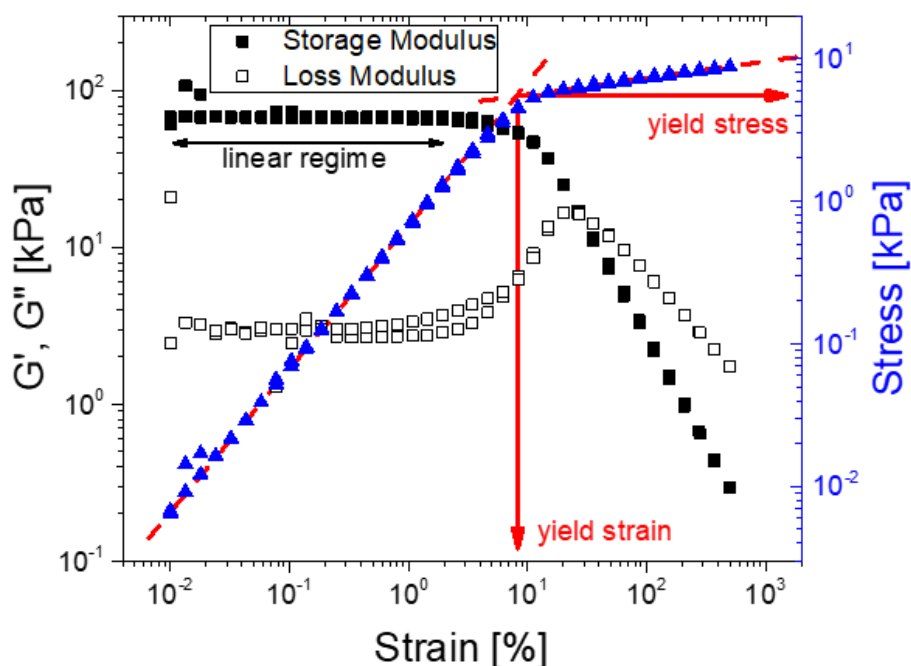 Storage Modulus
Loss Modulus
linear regime
yield stress
yield strain
G', G" [kPa]
10²
10¹
10⁰
10⁻¹
Stress [kPa]
10¹
10⁰
10⁻¹
10⁻²
10⁻² 10⁻¹ 10⁰ 10¹ 10² 10³
Strain [%]